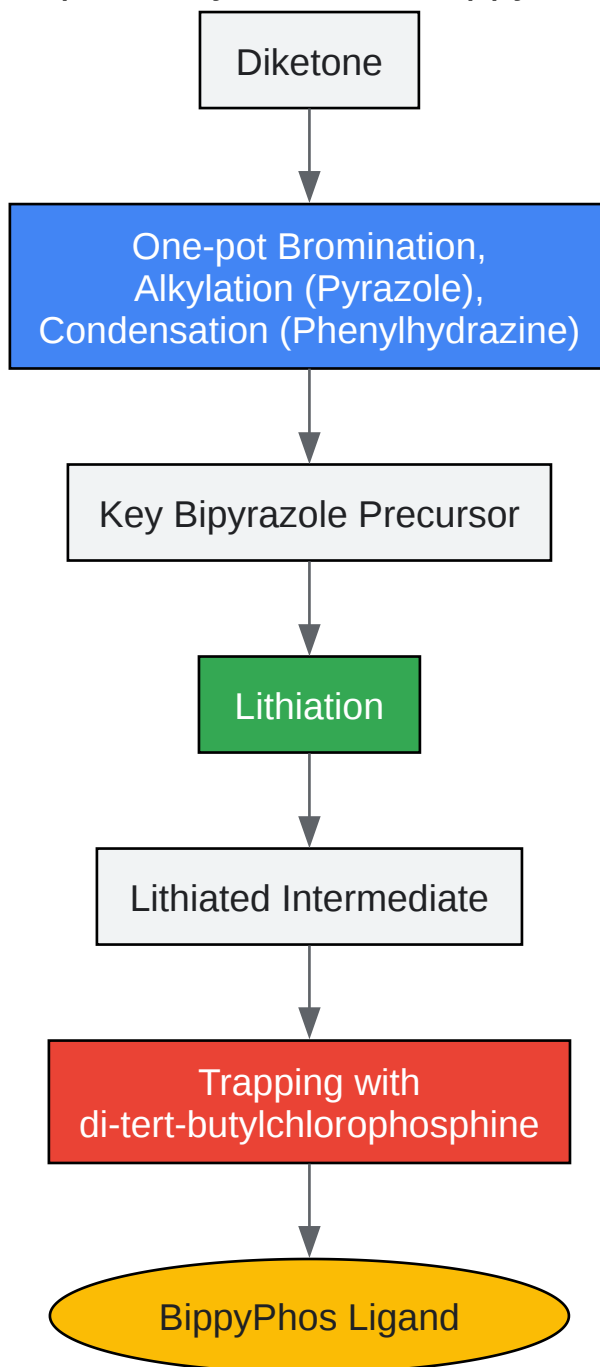 Diketone
One-pot Bromination,
Alkylation (Pyrazole),
Condensation (Phenylhydrazine)
Key Bipyrazole Precursor
Lithiation
Lithiated Intermediate
Trapping with
di-tert-butylchlorophosphine
BippyPhos Ligand